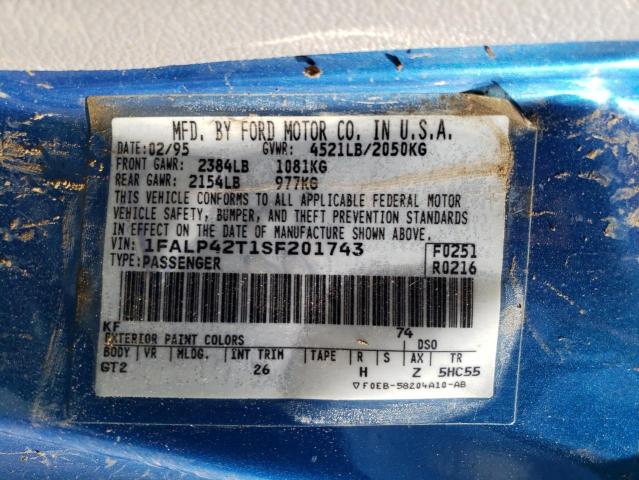 MFD. BY FORD MOTOR CO. IN U.S.A.
DATE: 02/95 GVWR: 4521LB/2050KG
FRONT GAWR: 2384LB 1081KG
REAR GAWR: 2154LB 977KG
THIS VEHICLE CONFORMS TO ALL APPLICABLE FEDERAL MOTOR
VEHICLE SAFETY, BUMPER, AND THEFT PREVENTION STANDARDS
IN EFFECT ON THE DATE OF MANUFACTURE SHOWN ABOVE.
VIN: 1FALP42T1SF201743 F0251
TYPE: PASSENGER R0216
KF 74
EXTERIOR PAINT COLORS DSO
BODY VR MLDG. INT TRIM TAPE R S AX TR
GT2 26 H Z 5HC55
▽F0EB-58204A10-AB